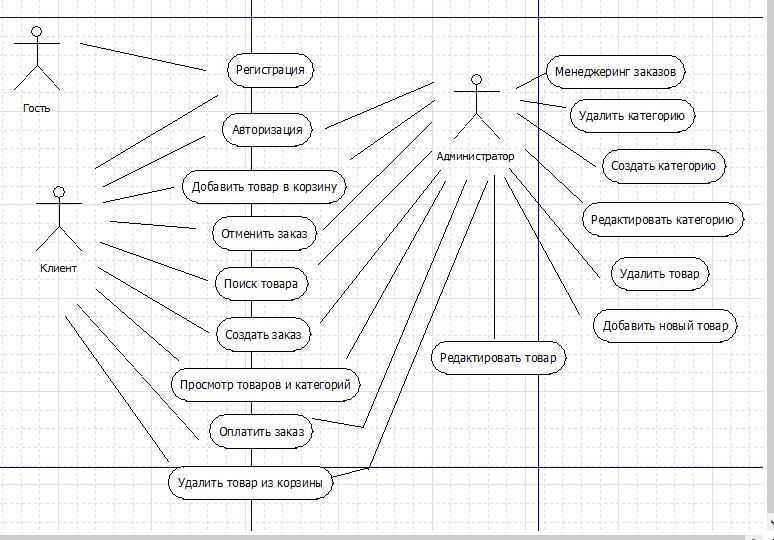 Регистрация
Менеджеринг заказов
Гость
Авторизация
Удалить категорию
Администратор
Создать категорию
Добавить товар в корзину
Отменить заказ
Редактировать категорию
Клиент
Поиск товара
Удалить товар
Создать заказ
Добавить новый товар
Редактировать товар
Просмотр товаров и категорий
Оплатить заказ
Удалить товар из корзины